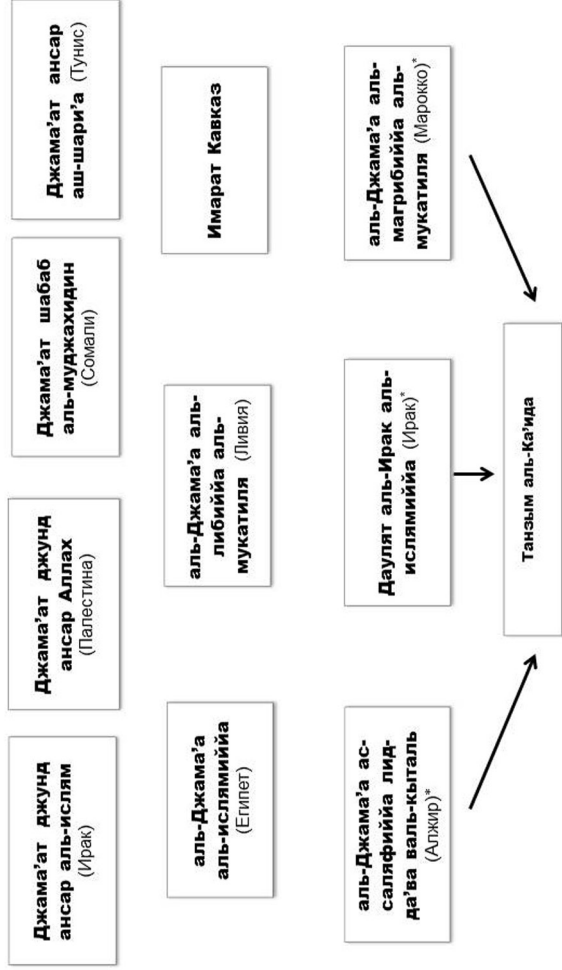 Джама’ат джунд
ансар аль-ислям
(Ирак)
Джама’ат джунд
ансар Аллах
(Палестина)
Джама’ат шабаб
аль-муджахидин
(Сомали)
Джама’ат ансар
аш-шари’а (Тунис)
аль-Джама’а
аль-ислямиййа
(Египет)
аль-Джама’а аль-
либиййа аль-
мукатиля (Ливия)
Имарат Кавказ
аль-Джама’а ас-
саляфиййа лид-
да’ва валь-кыталь
(Алжир)*
Даулят аль-Ирак аль-
ислямиййа (Ирак)*
аль-Джама’а аль-
магрибиййа аль-
мукатиля (Марокко)*
Танзым аль-Ка’ида